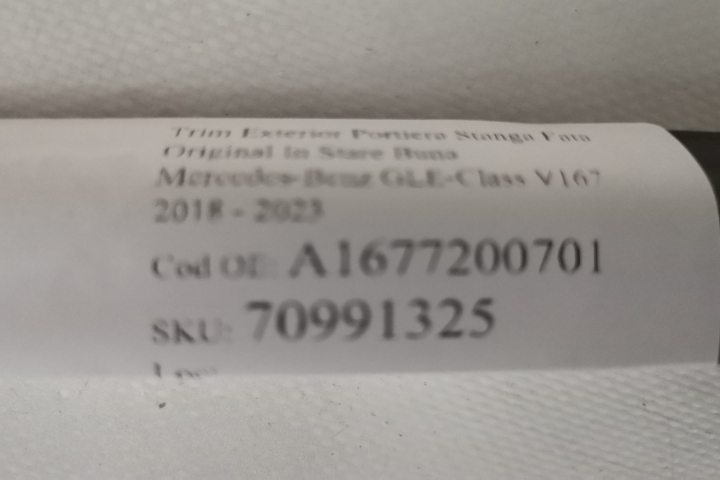 Trim Exterior Portiera Stanga Fata
Original In Stare Buna
Mercedes-Benz GLE-Class V167
2018 - 2023
Cod OE: A1677200701
SKU: 70991325